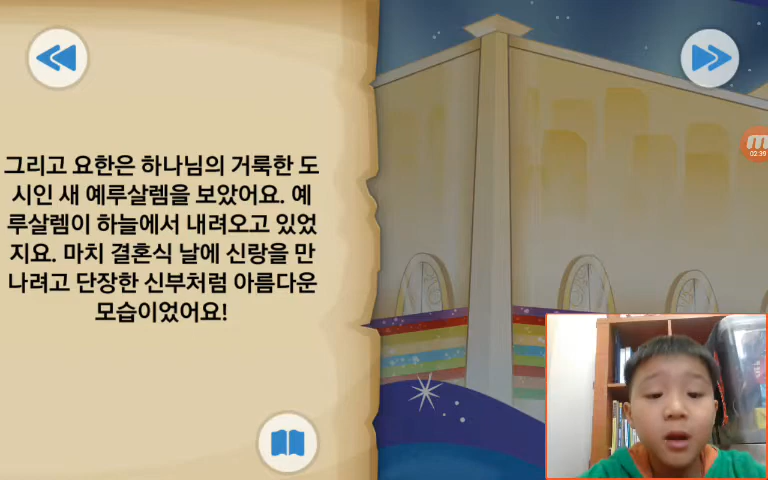 그리고 요한은 하나님의 거룩한 도
시인 새 예루살렘을 보았어요. 예
루살렘이 하늘에서 내려오고 있었
지요. 마치 결혼식 날에 신랑을 만
나려고 단장한 신부처럼 아름다운
모습이었어요!
02:39